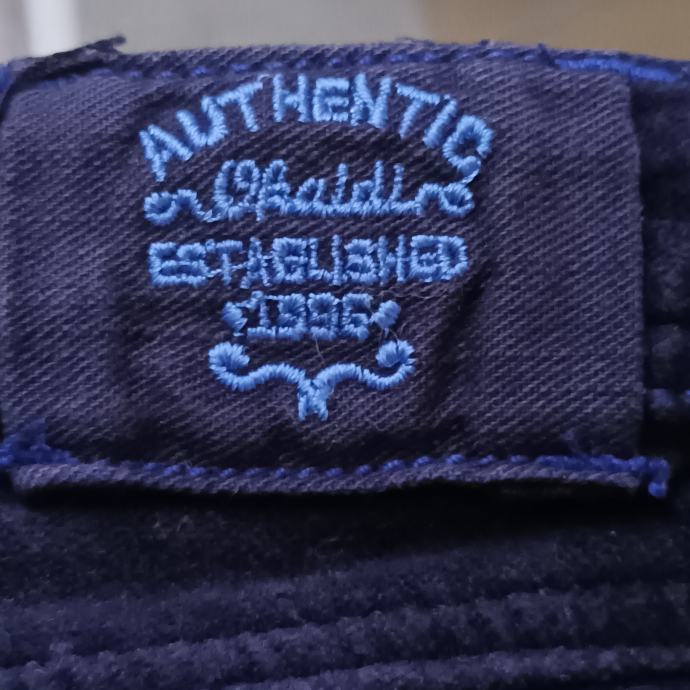 AUTHENTIC
Okaidi
ESTABLISHED
1996